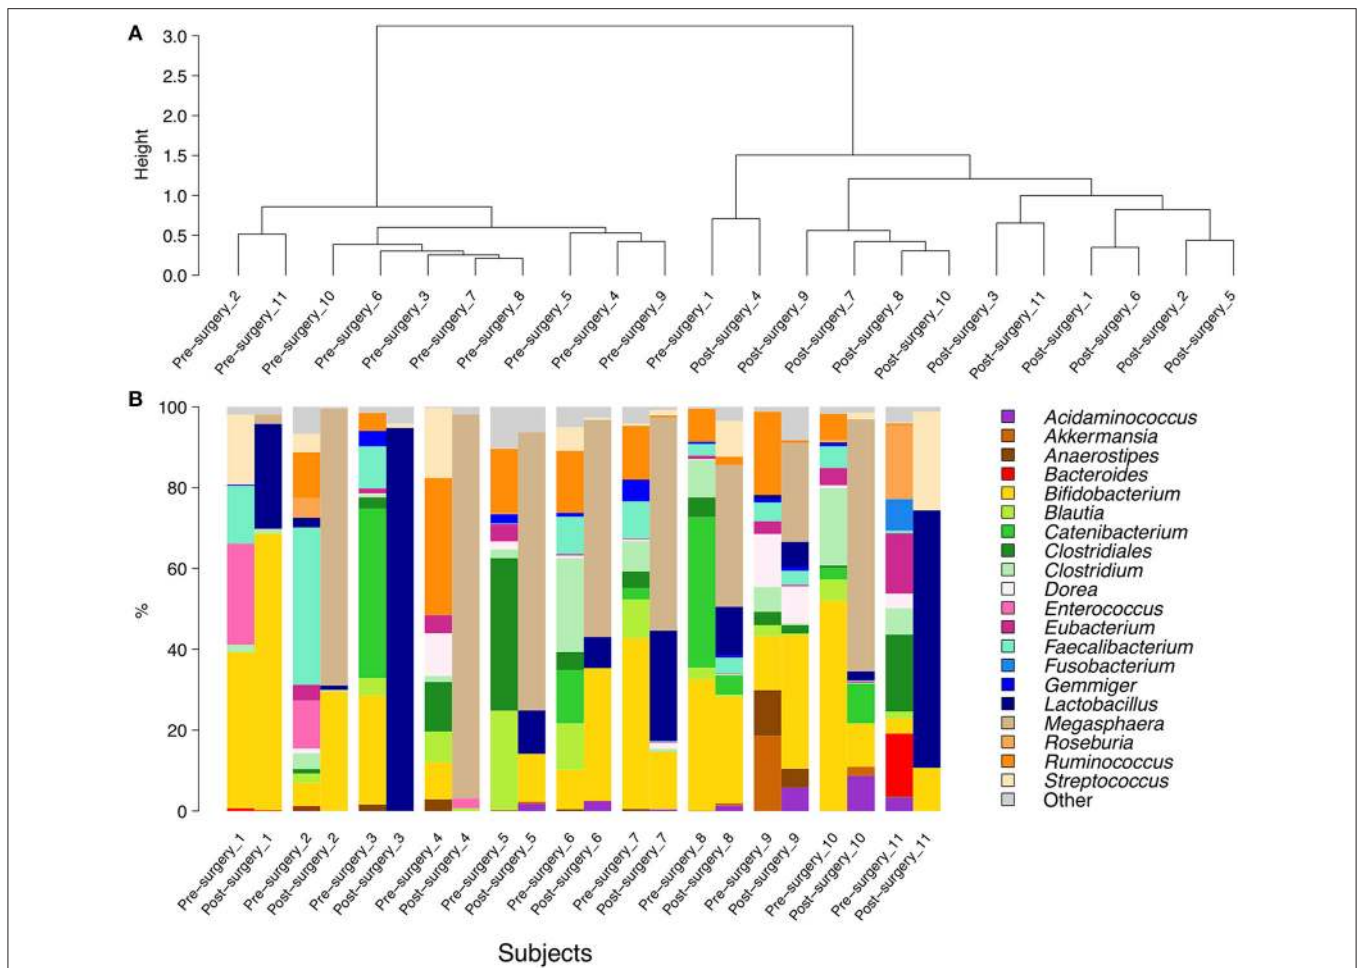 A
3.0
2.5
2.0
1.5
1.0
0.5
0.0
Height
Pre−surgery_2
Pre−surgery_11
Pre−surgery_10
Pre−surgery_6
Pre−surgery_3
Pre−surgery_7
Pre−surgery_8
Pre−surgery_5
Pre−surgery_4
Pre−surgery_9
Pre−surgery_1
Post−surgery_4
Post−surgery_9
Post−surgery_7
Post−surgery_8
Post−surgery_10
Post−surgery_3
Post−surgery_11
Post−surgery_1
Post−surgery_6
Post−surgery_2
Post−surgery_5
B
100
80
60
40
20
0
%
Pre−surgery_1
Post−surgery_1
Pre−surgery_2
Post−surgery_2
Pre−surgery_3
Post−surgery_3
Pre−surgery_4
Post−surgery_4
Pre−surgery_5
Post−surgery_5
Pre−surgery_6
Post−surgery_6
Pre−surgery_7
Post−surgery_7
Pre−surgery_8
Post−surgery_8
Pre−surgery_9
Post−surgery_9
Pre−surgery_10
Post−surgery_10
Pre−surgery_11
Post−surgery_11
Subjects
Acidaminococcus
Akkermansia
Anaerostipes
Bacteroides
Bifidobacterium
Blautia
Catenibacterium
Clostridiales
Clostridium
Dorea
Enterococcus
Eubacterium
Faecalibacterium
Fusobacterium
Gemmiger
Lactobacillus
Megasphaera
Roseburia
Ruminococcus
Streptococcus
Other